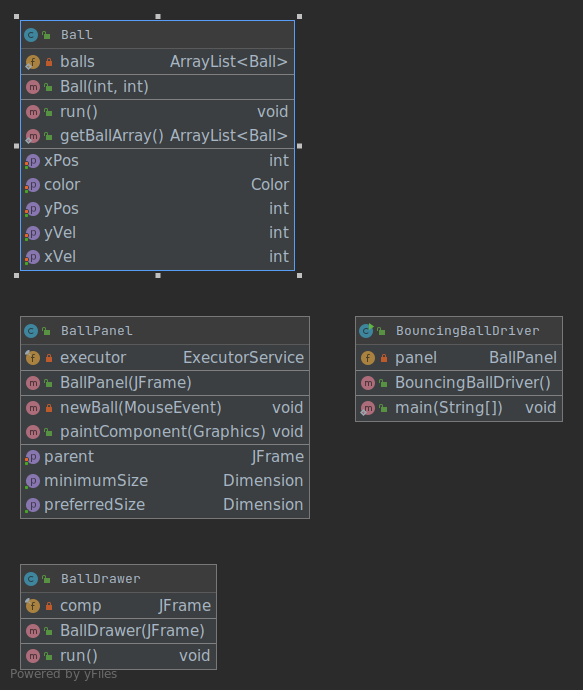 Ball
balls ArrayList<Ball>
Ball(int, int)
run() void
getBallArray() ArrayList<Ball>
xPos int
color Color
yPos int
yVel int
xVel int
BallPanel
executor ExecutorService
BallPanel(JFrame)
newBall(MouseEvent) void
paintComponent(Graphics) void
parent JFrame
minimumSize Dimension
preferredSize Dimension
BouncingBallDriver
panel BallPanel
BouncingBallDriver()
main(String[]) void
BallDrawer
comp JFrame
BallDrawer(JFrame)
run() void
Powered by yFiles